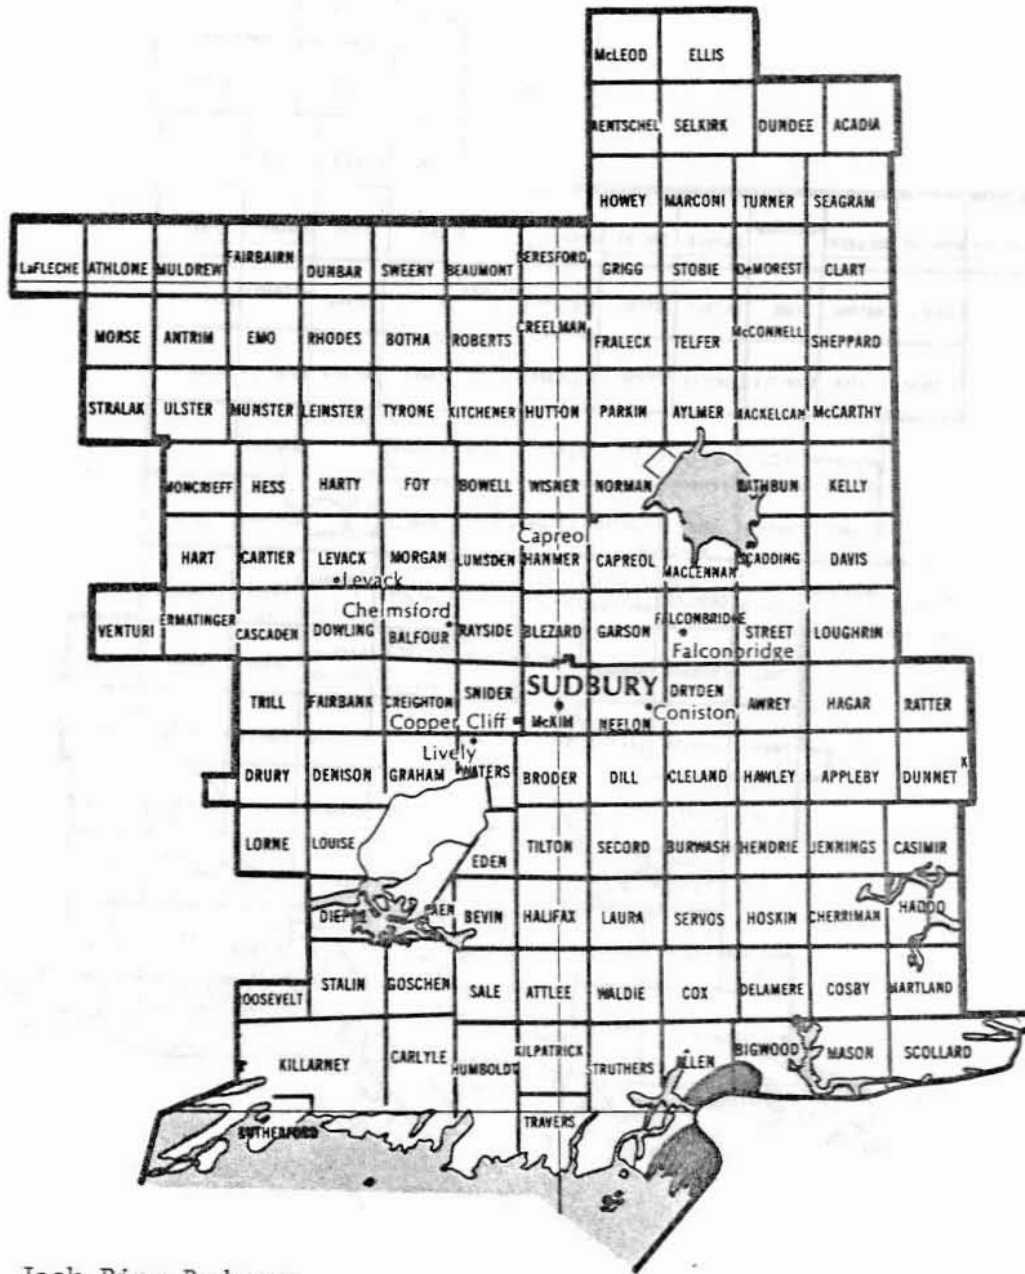 McLEOD ELLIS
AENTSCHEL SELKIRK DUNDEE ACADIA
HOWEY MARCONI TURNER SEAGRAM
LaFLECHE ATHLONE MULDREW FAIRBAIRN DUNBAR SWEENY BEAUMONT BERESFORD GRIGG STOBIE DeMOREST CLARY
MORSE ANTRIM EMO RHODES BOTHA ROBERTS CREELMAN FRALECK TELFER McCONNELL SHEPPARD
STRALAK ULSTER MUNSTER LEINSTER TYRONE KITCHENER HUTTON PARKIN AYLMER MACKELCAN McCARTHY
MONCRIEFF HESS HARTY FOY BOWELL WISNER NORMAN RATHBUN KELLY
Capreol
HART CARTIER LEVACK MORGAN LUMSDEN HANMER CAPREOL MACLENNAN SCADDING DAVIS
Levack
Chelmsford
VENTURI ERMATINGER CASCADEN DOWLING BALFOUR RAYSIDE BLEZARD GARSON FALCONBRIDGE STREET LOUGHRIN
Falconbridge
SUDBURY
TRILL FAIRBANK CREIGHTON SNIDER McKIM NEELON DRYDEN AWREY HAGAR RATTER
Copper Cliff Coniston
Lively
DRURY DENISON GRAHAM WATERS BRODER DILL CLELAND HAWLEY APPLEBY DUNNET x
LORNE LOUISE EDEN TILTON SECORD BURWASH HENDRIE JENNINGS CASIMIR
DIEPPE CAEN BEVIN HALIFAX LAURA SERVOS HOSKIN CHERRIMAN HADDO
ROOSEVELT STALIN GOSCHEN SALE ATTLEE WALDIE COX DELAMERE COSBY MARTLAND
KILLARNEY CARLYLE HUMBOLDT KILPATRICK STRUTHERS ALLEN BIGWOOD MASON SCOLLARD
RUTHERFORD TRAVERS